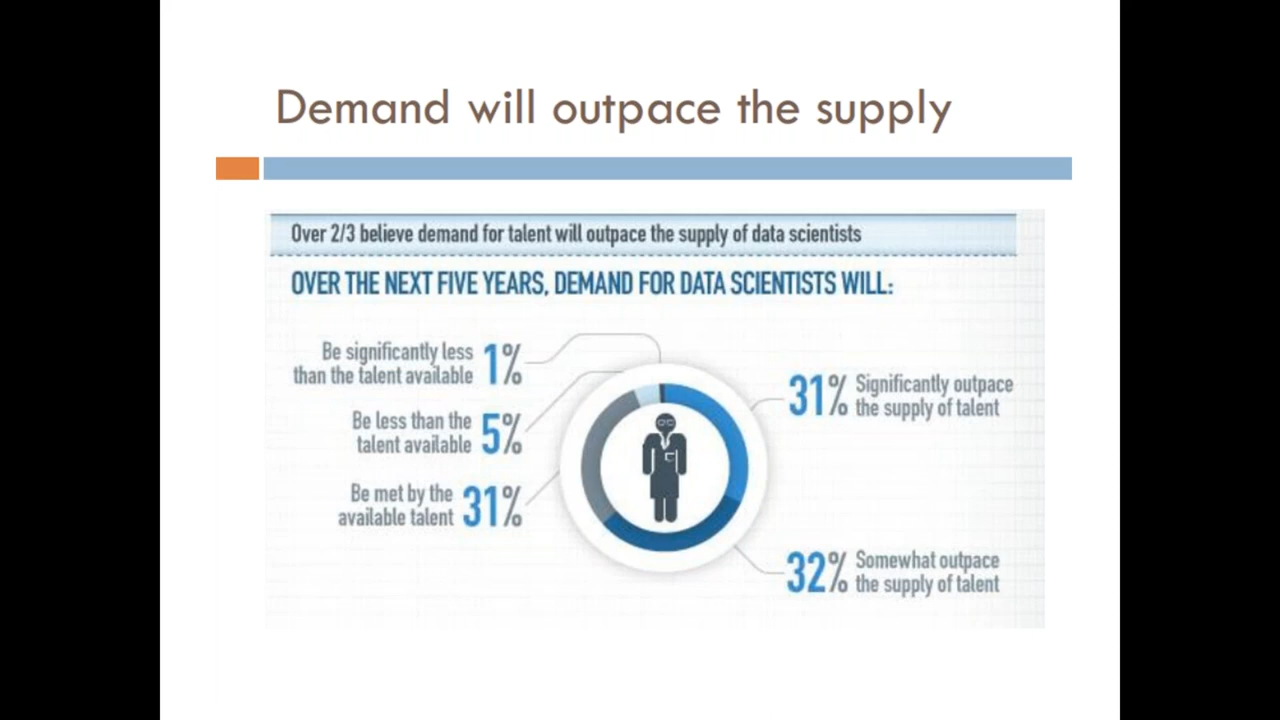 Demand will outpace the supply
Over 2/3 believe demand for talent will outpace the supply of data scientists
OVER THE NEXT FIVE YEARS, DEMAND FOR DATA SCIENTISTS WILL:
Be significantly less
than the talent available
1%
Be less than the
talent available
5%
Be met by the
available talent
31%
31%
Significantly outpace
the supply of talent
32%
Somewhat outpace
the supply of talent